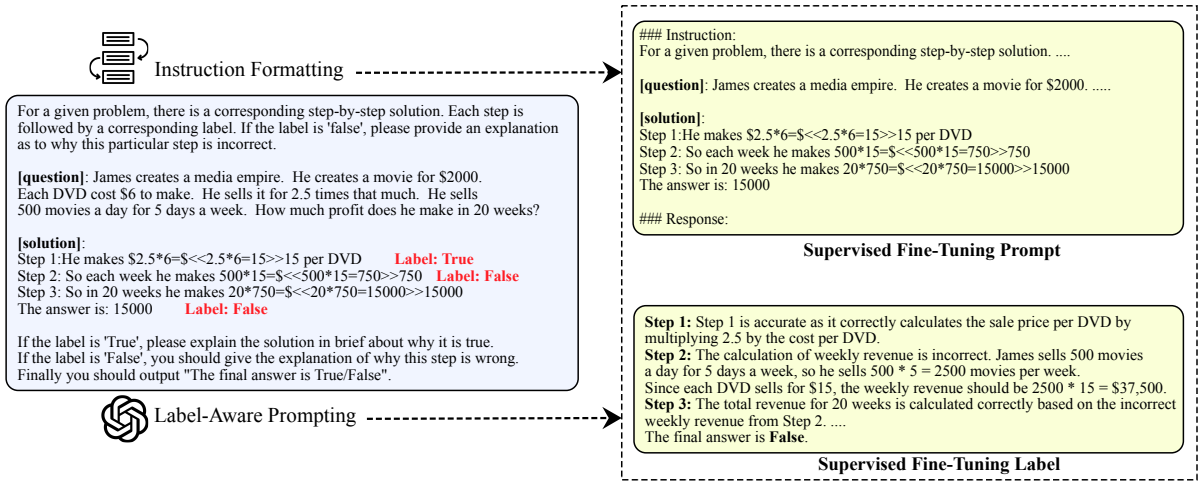 Instruction Formatting
For a given problem, there is a corresponding step-by-step solution. Each step is
followed by a corresponding label. If the label is 'false', please provide an explanation
as to why this particular step is incorrect.
[question]: James creates a media empire. He creates a movie for $2000.
Each DVD cost $6 to make. He sells it for 2.5 times that much. He sells
500 movies a day for 5 days a week. How much profit does he make in 20 weeks?
[solution]:
Step 1:He makes $2.5*6=$<<2.5*6=15>>15 per DVD Label: True
Step 2: So each week he makes 500*15=$<<500*15=750>>750 Label: False
Step 3: So in 20 weeks he makes 20*750=$<<20*750=15000>>15000
The answer is: 15000 Label: False
If the label is 'True', please explain the solution in brief about why it is true.
If the label is 'False', you should give the explanation of why this step is wrong.
Finally you should output "The final answer is True/False".
Label-Aware Prompting
### Instruction:
For a given problem, there is a corresponding step-by-step solution. ....
[question]: James creates a media empire. He creates a movie for $2000. .....
[solution]:
Step 1:He makes $2.5*6=$<<2.5*6=15>>15 per DVD
Step 2: So each week he makes 500*15=$<<500*15=750>>750
Step 3: So in 20 weeks he makes 20*750=$<<20*750=15000>>15000
The answer is: 15000
### Response:
Supervised Fine-Tuning Prompt
Step 1: Step 1 is accurate as it correctly calculates the sale price per DVD by
multiplying 2.5 by the cost per DVD.
Step 2: The calculation of weekly revenue is incorrect. James sells 500 movies
a day for 5 days a week, so he sells 500 * 5 = 2500 movies per week.
Since each DVD sells for $15, the weekly revenue should be 2500 * 15 = $37,500.
Step 3: The total revenue for 20 weeks is calculated correctly based on the incorrect
weekly revenue from Step 2. ....
The final answer is False.
Supervised Fine-Tuning Label